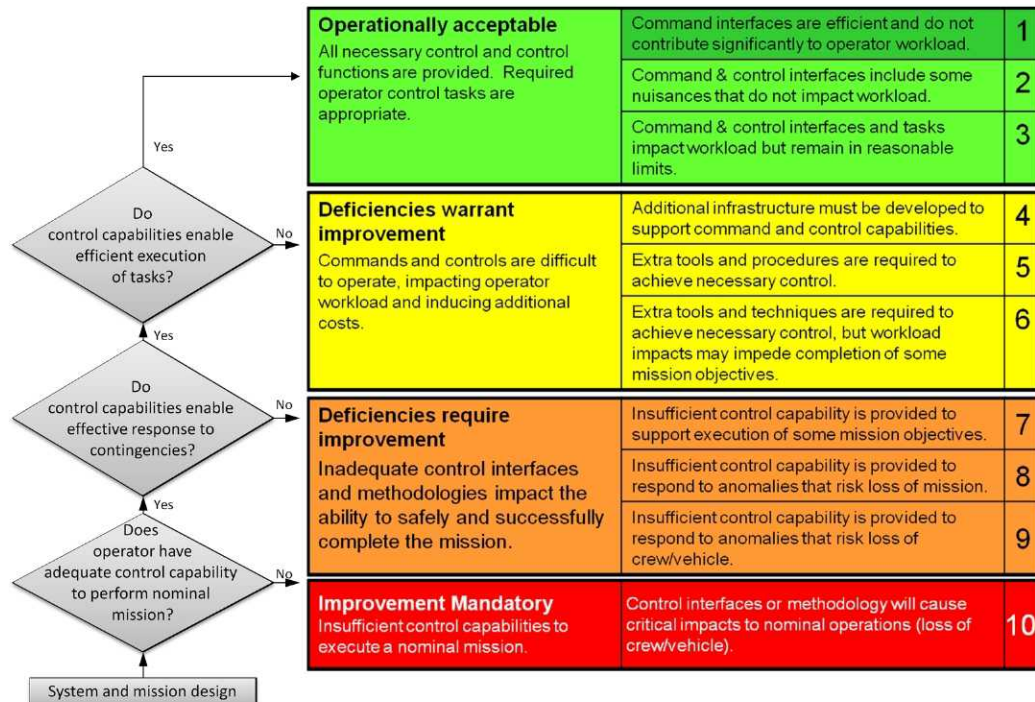 Operationally acceptable
All necessary control and control
functions are provided.  Required
operator control tasks are
appropriate.
Command interfaces are efficient and do not
contribute significantly to operator workload.
1
Command & control interfaces include some
nuisances that do not impact workload.
2
Command & control interfaces and tasks
impact workload but remain in reasonable
limits.
3
Yes
Do
control capabilities enable
efficient execution
of tasks?
No
Deficiencies warrant
improvement
Commands and controls are difficult
to operate, impacting operator
workload and inducing additional
costs.
Additional infrastructure must be developed to
support command and control capabilities.
4
Extra tools and procedures are required to
achieve necessary control.
5
Extra tools and techniques are required to
achieve necessary control, but workload
impacts may impede completion of some
mission objectives.
6
Yes
Do
control capabilities enable
effective response to
contingencies?
No
Deficiencies require
improvement
Inadequate control interfaces
and methodologies impact the
ability to safely and successfully
complete the mission.
Insufficient control capability is provided to
support execution of some mission objectives.
7
Insufficient control capability is provided to
respond to anomalies that risk loss of mission.
8
Insufficient control capability is provided to
respond to anomalies that risk loss of
crew/vehicle.
9
Yes
Does
operator have
adequate control capability
to perform nominal
mission?
No
Improvement Mandatory
Insufficient control capabilities to
execute a nominal mission.
Control interfaces or methodology will cause
critical impacts to nominal operations (loss of
crew/vehicle).
10
System and mission design